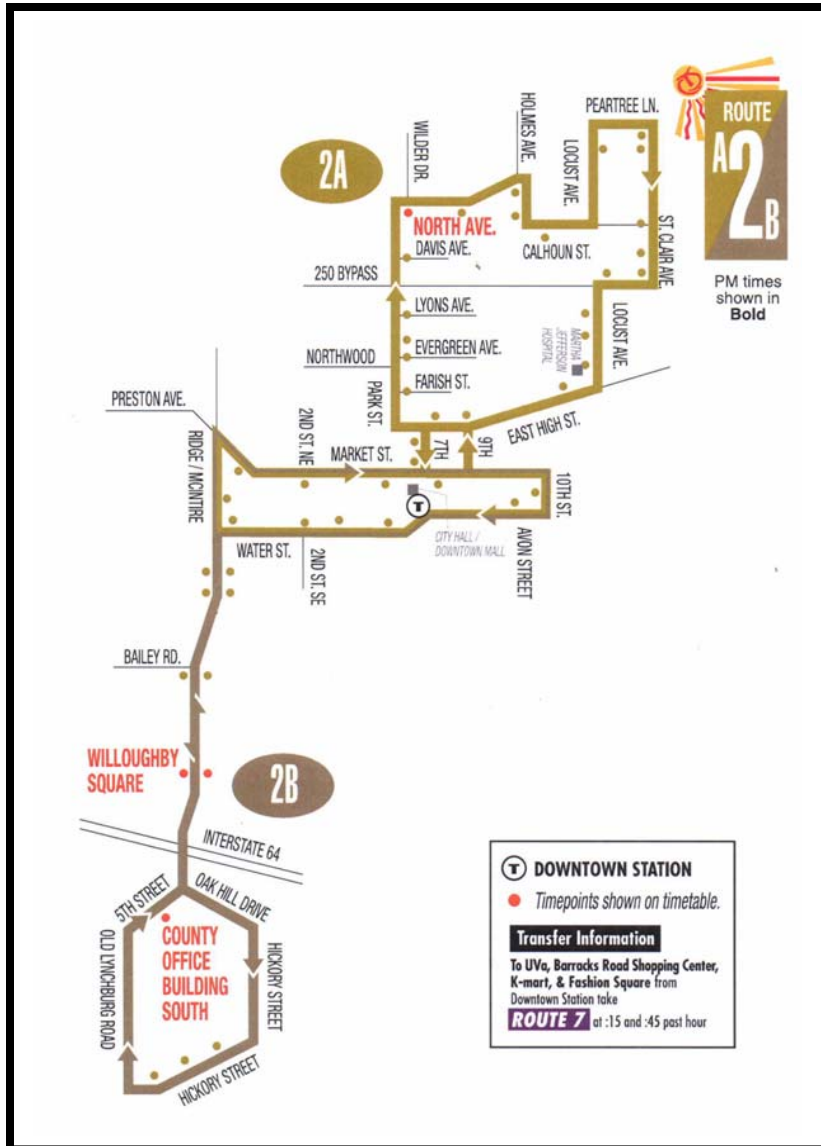 PEARTREE LN.
ROUTE
A2B
PM times
shown in
Bold
HOLMES AVE.
LOCUST AVE.
WILDER DR.
2A
NORTH AVE.
DAVIS AVE.
CALHOUN ST.
ST. CLAIR AVE.
250 BYPASS
LYONS AVE.
LOCUST AVE.
MARTHA
JEFFERSON
HOSPITAL
EVERGREEN AVE.
NORTHWOOD
FARISH ST.
PARK ST.
EAST HIGH ST.
PRESTON AVE.
RIDGE / MCINTIRE
2ND ST. NE
MARKET ST.
7TH
9TH
10TH ST.
T
CITY HALL /
DOWNTOWN MALL
AVON STREET
WATER ST.
2ND ST. SE
BAILEY RD.
WILLOUGHBY
SQUARE
2B
INTERSTATE 64
5TH STREET
OAK HILL DRIVE
COUNTY
OFFICE
BUILDING
SOUTH
OLD LYNCHBURG ROAD
HICKORY STREET
HICKORY STREET
T DOWNTOWN STATION
Timepoints shown on timetable.
Transfer Information
To UVa, Barracks Road Shopping Center,
K-mart, & Fashion Square from
Downtown Station take
ROUTE 7 at :15 and :45 past hour